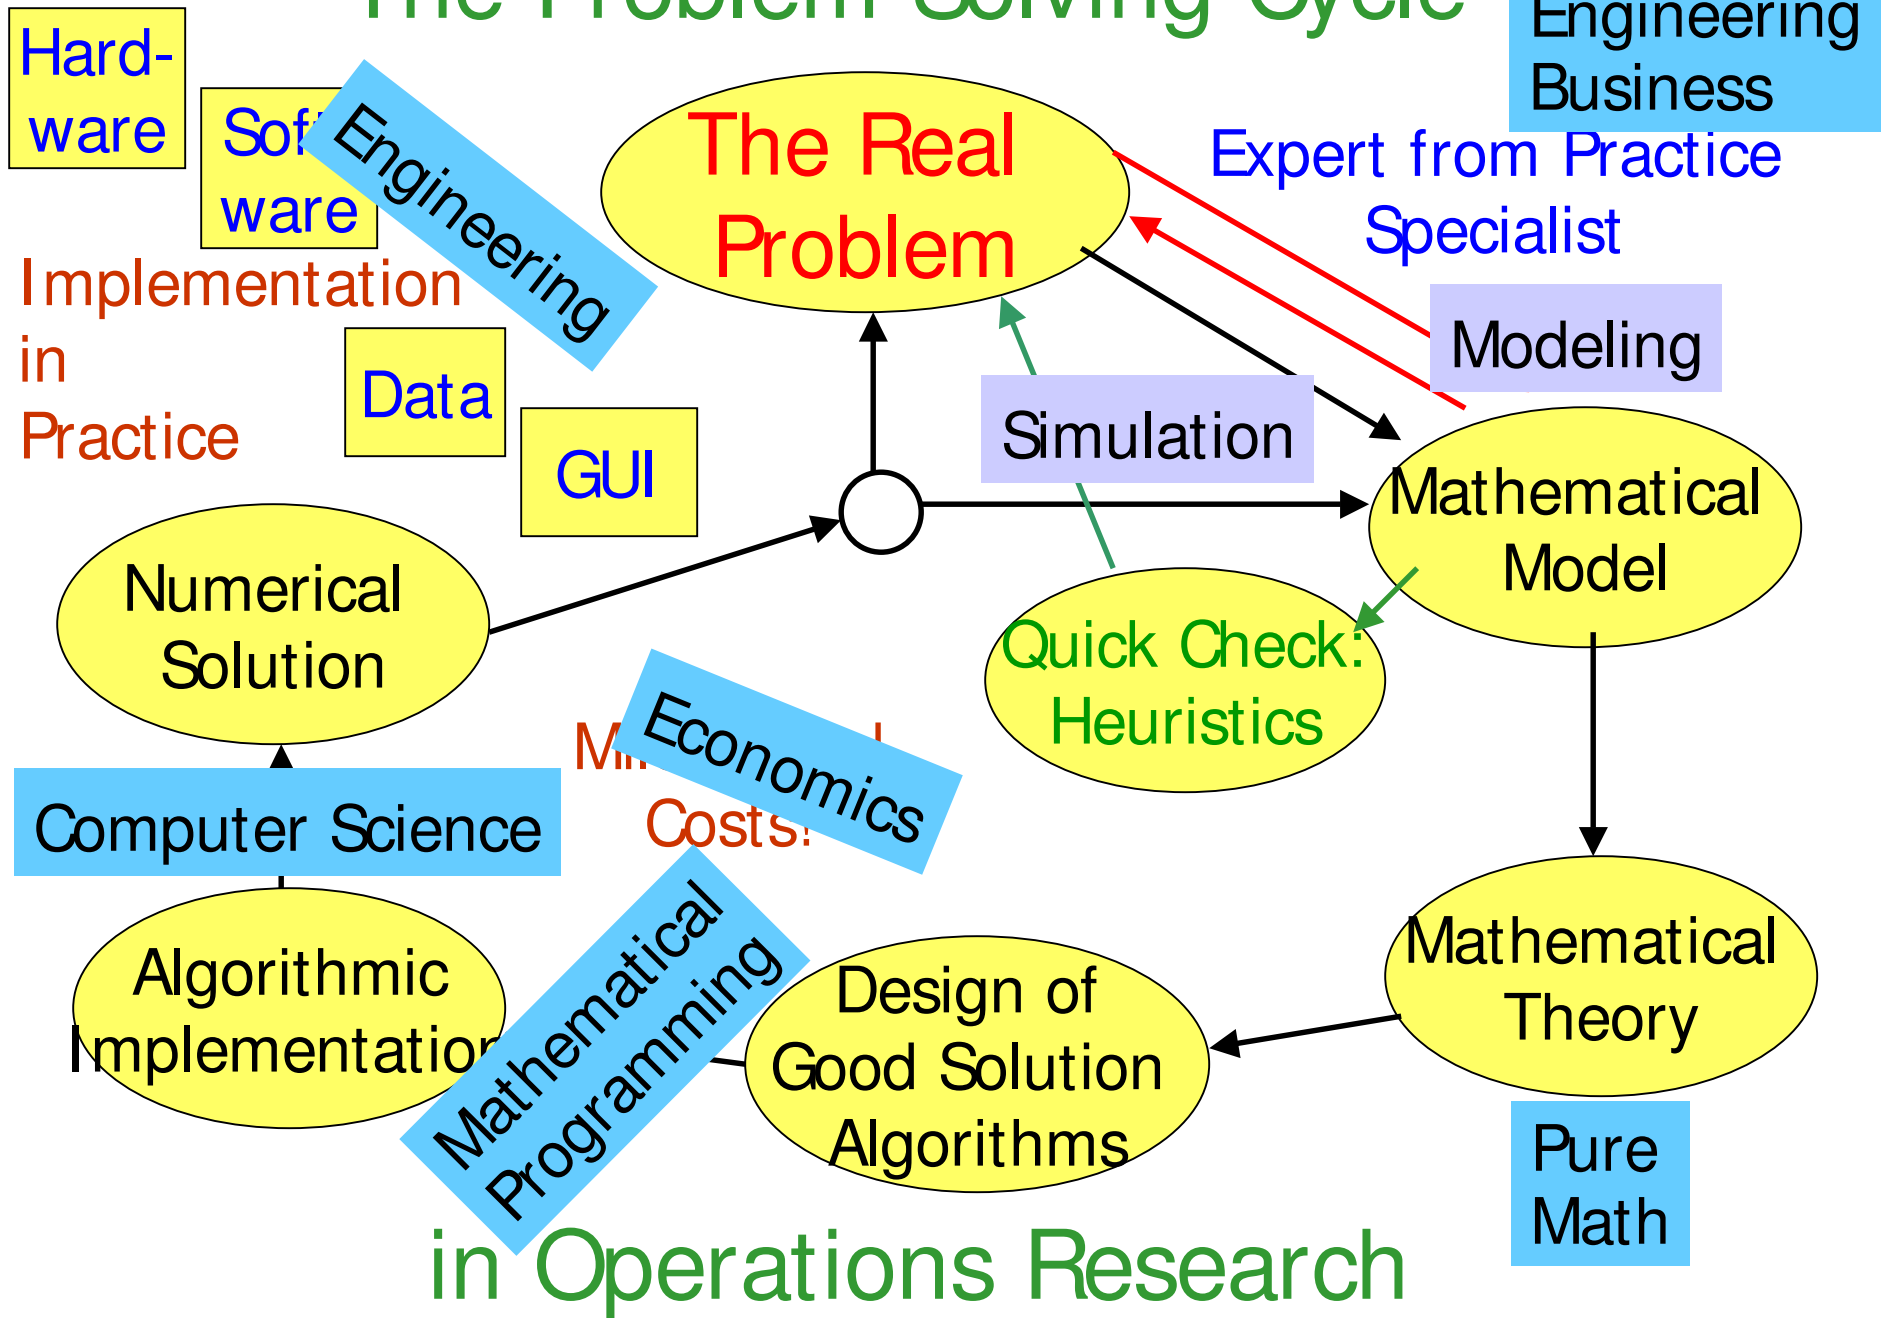 The Problem Solving Cycle
Engineering
Business
Hard-
ware
ware
Engineering
The Real
Problem
Expert from Practice
Specialist
Implementation
in
Practice
Modeling
Data
Simulation
GUI
Mathematical
Model
Numerical
Solution
Quick Check:
Heuristics
Economics
Costs!
Computer Science
Mathematical
Programming
Algorithmic
Implementation
Design of
Good Solution
Algorithms
Mathematical
Theory
Pure
Math
in Operations Research